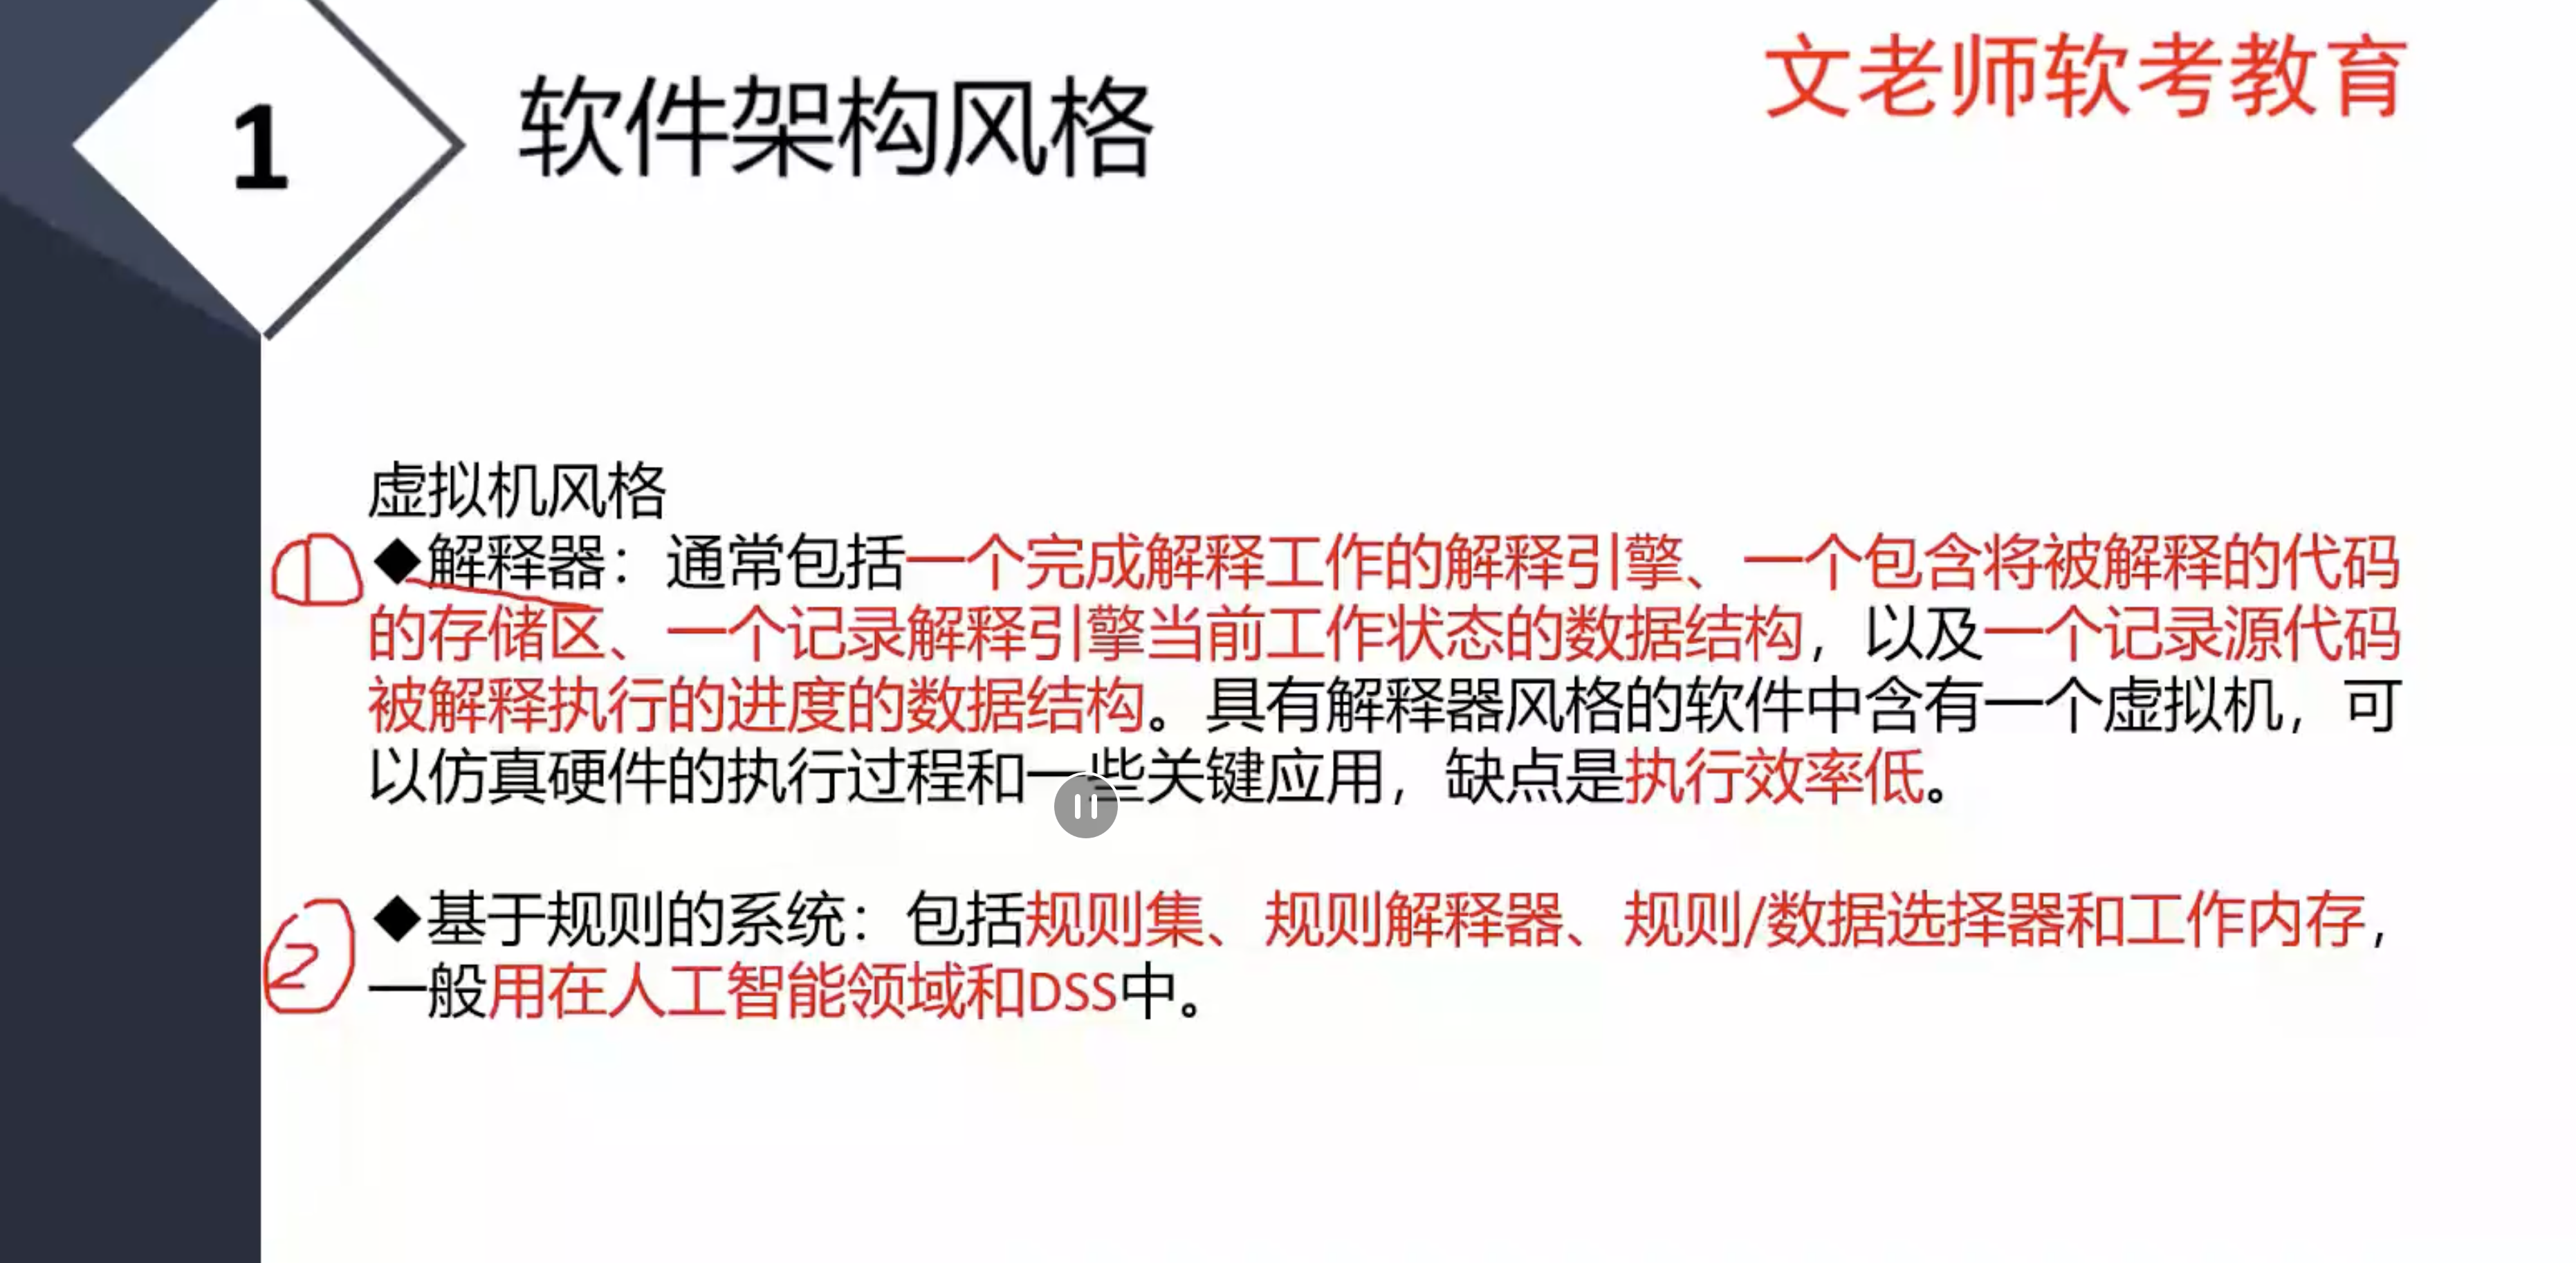 1
软件架构风格
文老师软考教育
虚拟机风格
① ◆解释器：通常包括一个完成解释工作的解释引擎、一个包含将被解释的代码
的存储区、一个记录解释引擎当前工作状态的数据结构，以及一个记录源代码
被解释执行的进度的数据结构。具有解释器风格的软件中含有一个虚拟机，可
以仿真硬件的执行过程和一些关键应用，缺点是执行效率低。
② ◆基于规则的系统：包括规则集、规则解释器、规则/数据选择器和工作内存，
一般用在人工智能领域和DSS中。